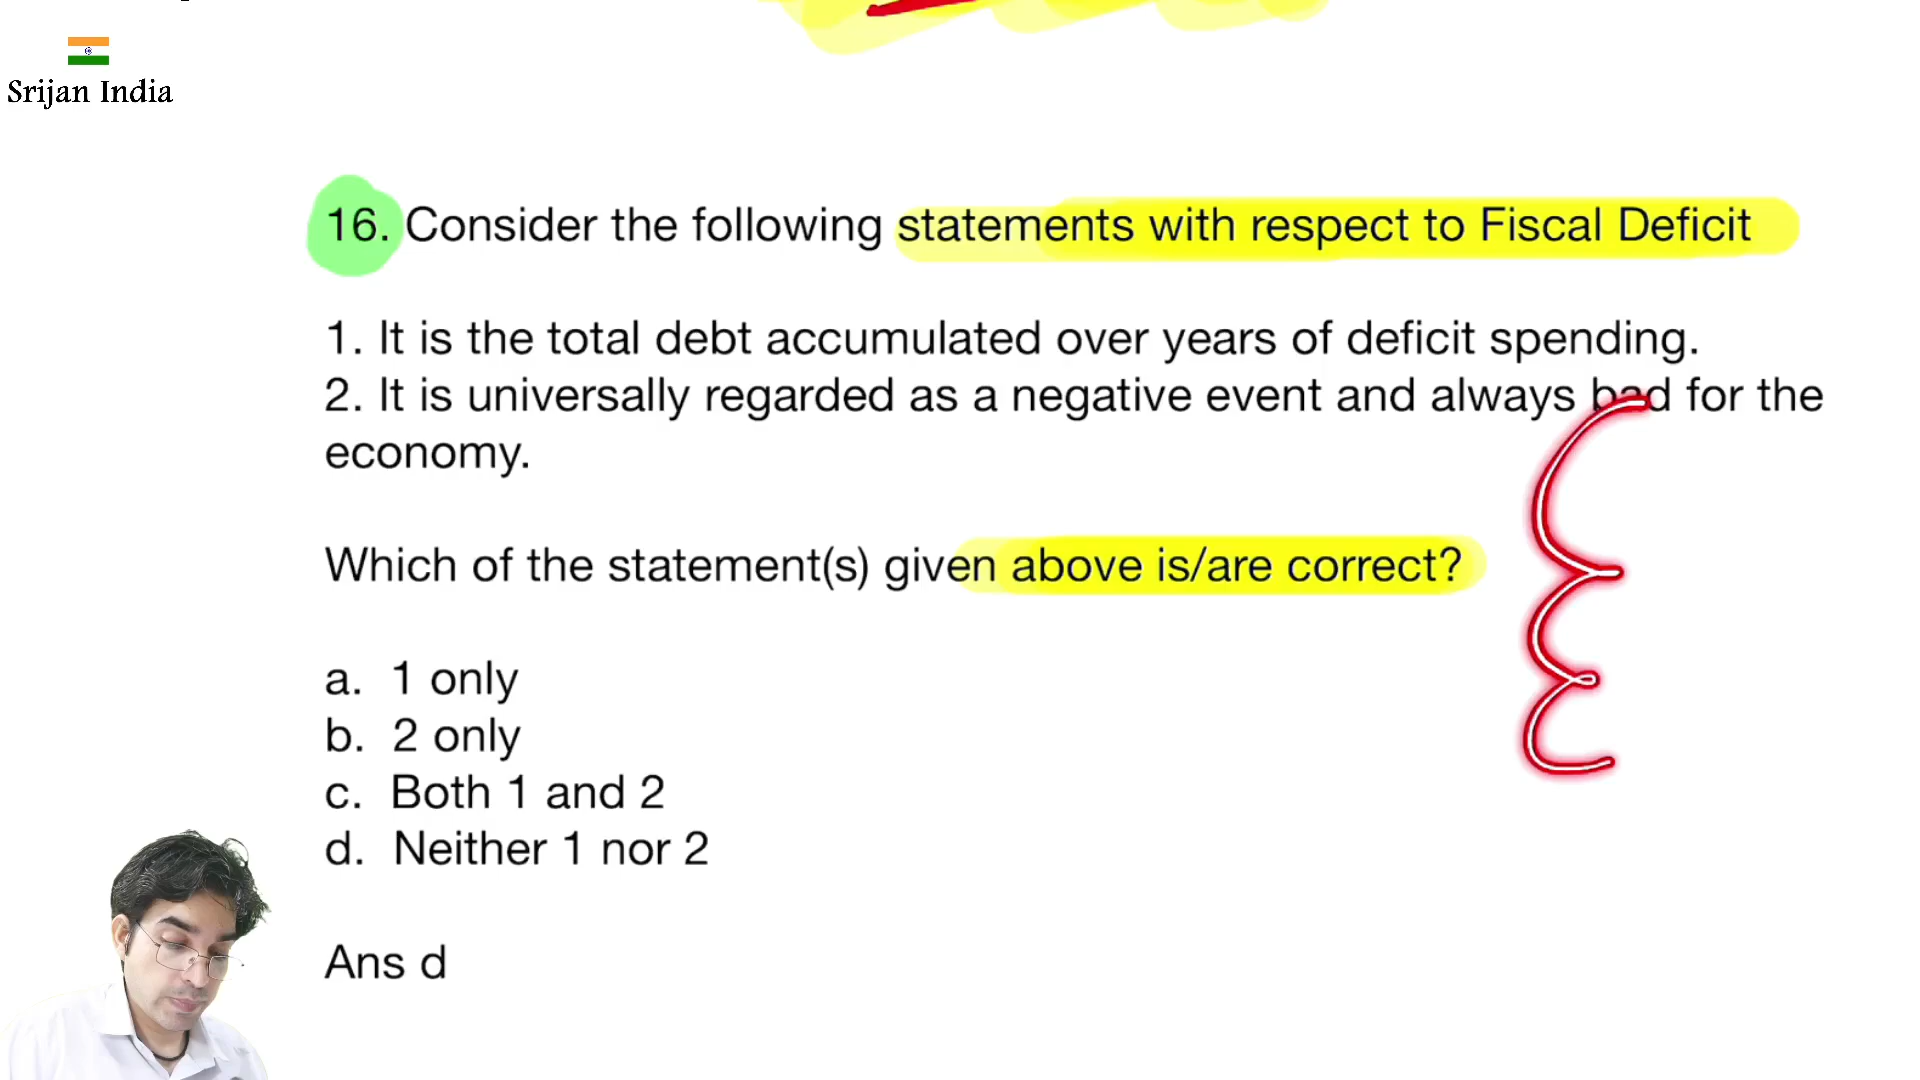 Srijan India
16. Consider the following statements with respect to Fiscal Deficit
1. It is the total debt accumulated over years of deficit spending.
2. It is universally regarded as a negative event and always bad for the
economy.
Which of the statement(s) given above is/are correct?
a. 1 only
b. 2 only
c. Both 1 and 2
d. Neither 1 nor 2
Ans d